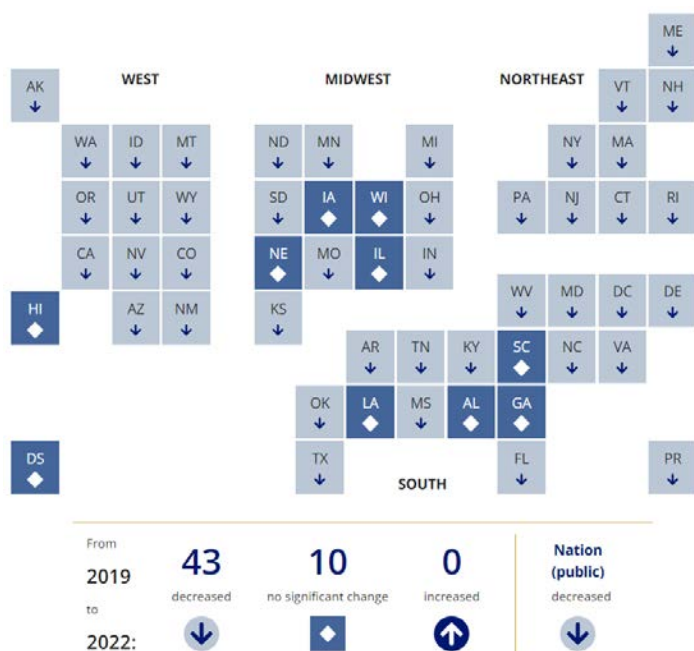 ME
WEST MIDWEST NORTHEAST
AK VT NH
WA ID MT ND MN MI NY MA
OR UT WY SD IA WI OH PA NJ CT RI
CA NV CO NE MO IL IN
HI AZ NM KS WV MD DC DE
AR TN KY SC NC VA
OK LA MS AL GA
DS TX FL PR
SOUTH
From
2019
to
2022:
43
decreased
10
no significant change
0
increased
Nation
(public)
decreased